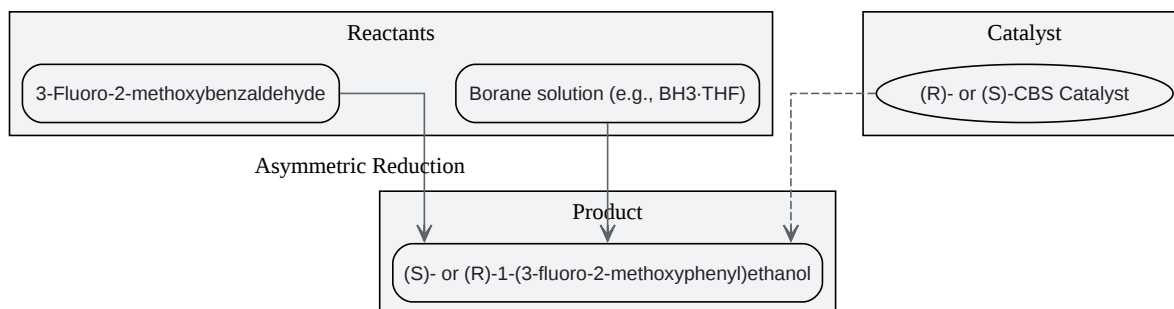 Reactants
Catalyst
3-Fluoro-2-methoxybenzaldehyde
Borane solution (e.g., BH3·THF)
(R)- or (S)-CBS Catalyst
Asymmetric Reduction
Product
(S)- or (R)-1-(3-fluoro-2-methoxyphenyl)ethanol